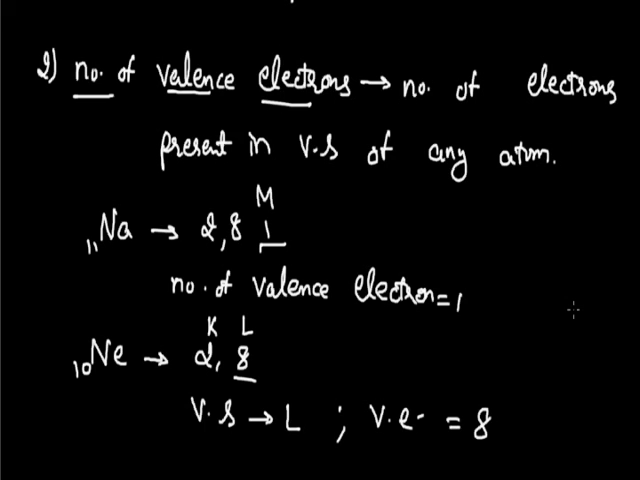 2) no. of valence electrons → no. of electrons
present in V.S of any atom.
M
₁₁Na → 2, 8 1
no. of valence electron = 1
K L
₁₀Ne → 2, 8
V.S → L ; V.e⁻ = 8